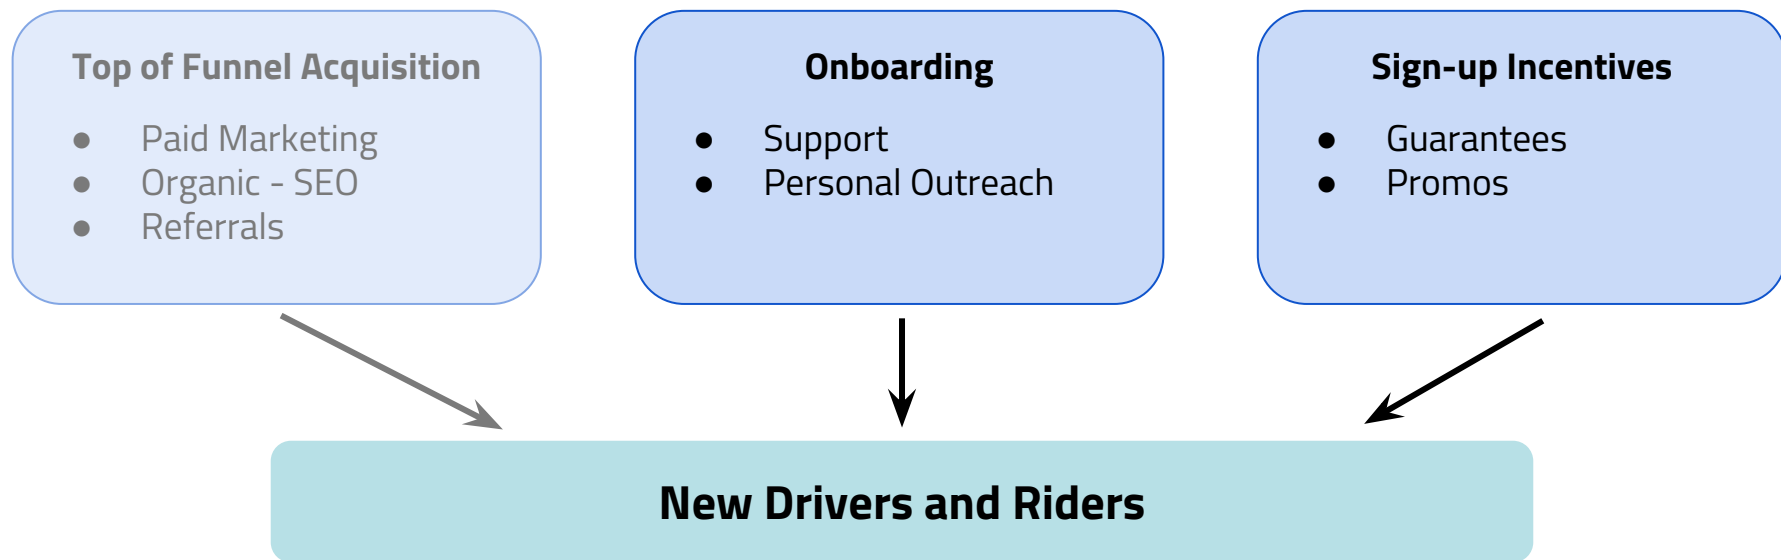 Top of Funnel Acquisition
● Paid Marketing
● Organic - SEO
● Referrals
Onboarding
● Support
● Personal Outreach
Sign-up Incentives
● Guarantees
● Promos
New Drivers and Riders